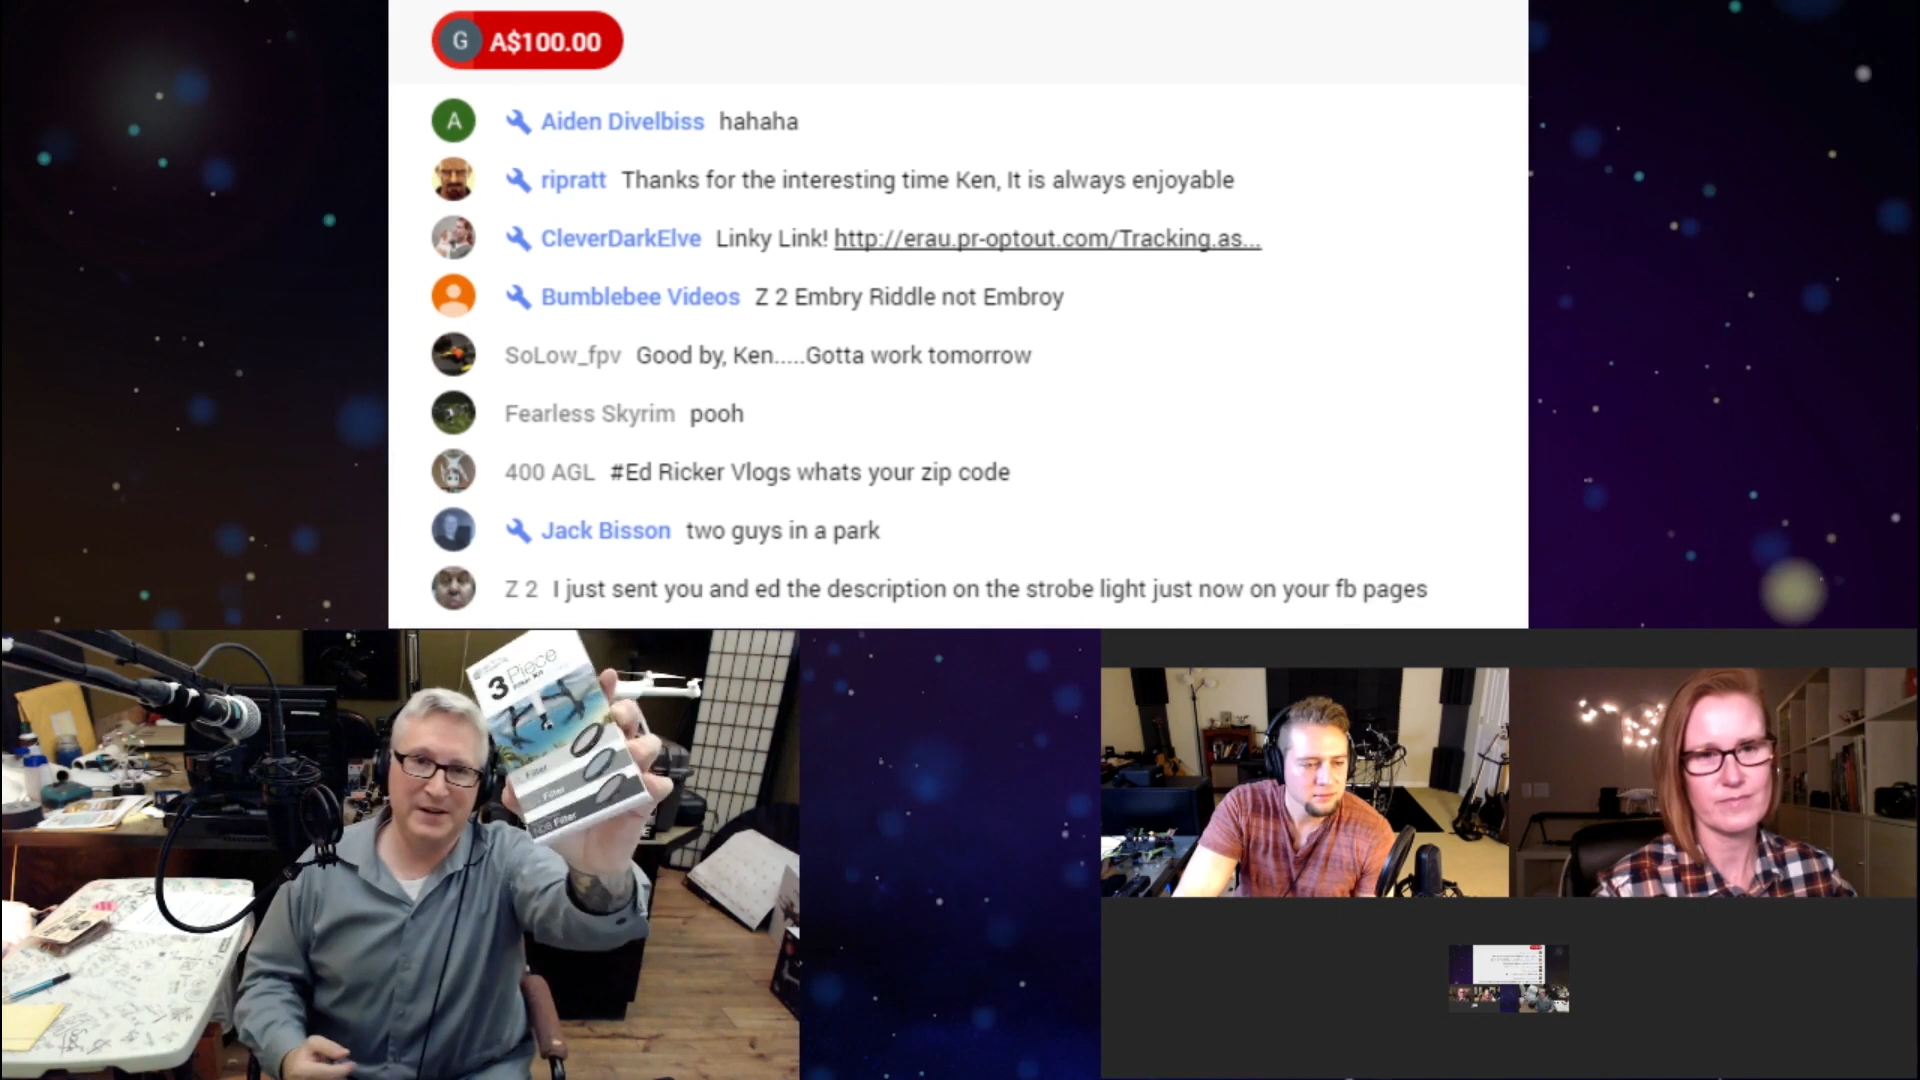 G A$100.00
A Aiden Divelbiss hahaha
ripratt Thanks for the interesting time Ken, It is always enjoyable
CleverDarkElve Linky Link! http://erau.pr-optout.com/Tracking.as...
Bumblebee Videos Z 2 Embry Riddle not Embroy
SoLow_fpv Good by, Ken.....Gotta work tomorrow
Fearless Skyrim pooh
400 AGL #Ed Ricker Vlogs whats your zip code
Jack Bisson two guys in a park
Z 2 I just sent you and ed the description on the strobe light just now on your fb pages
3 Piece
Filter Kit
Filter
Filter
Filter